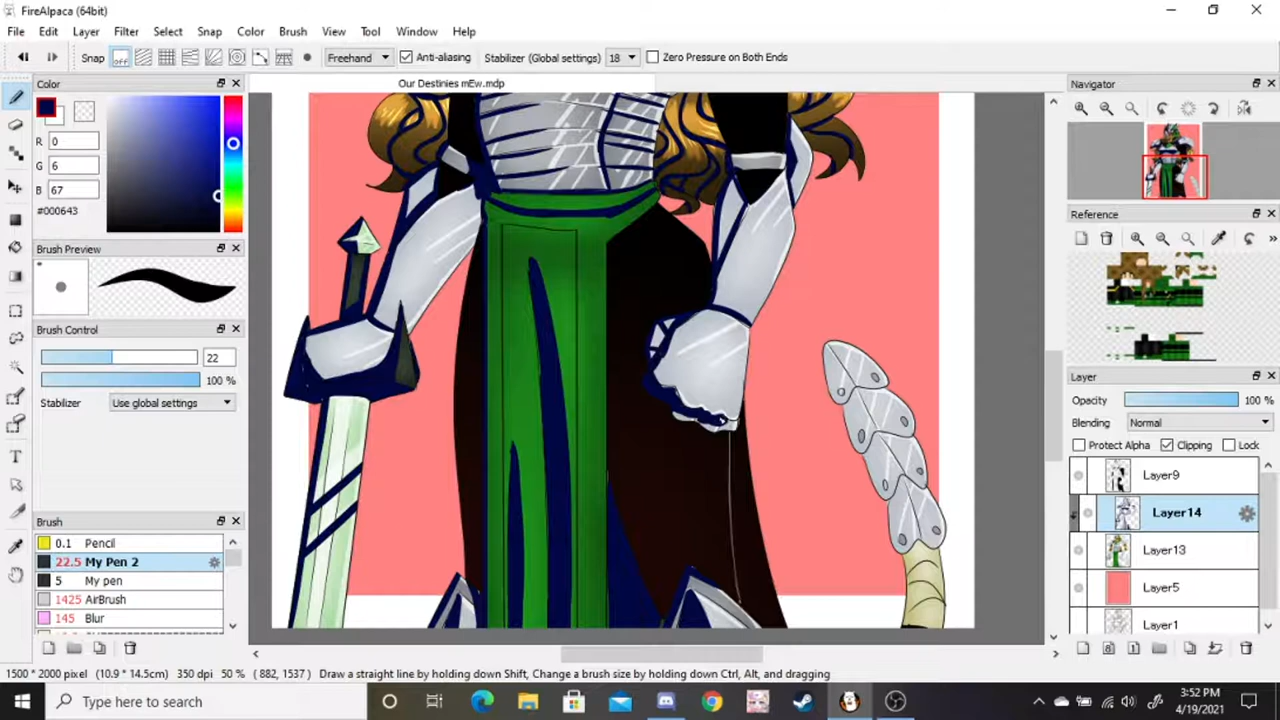 FireAlpaca (64bit)
File Edit Layer Filter Select Snap Color Brush View Tool Window Help
Snap off Freehand Anti-aliasing Stabilizer (Global settings) 18 Zero Pressure on Both Ends
Color
Our Destinies mEw.mdp
Navigator
R 0
G 6
B 67
#000643
Reference
Brush Preview
Brush Control
22
100 %
Stabilizer Use global settings
Layer
Opacity 100 %
Blending Normal
Protect Alpha Clipping Lock
Layer9
Layer14
Layer13
Layer5
Layer1
Brush
0.1 Pencil
22.5 My Pen 2
5 My pen
1425 AirBrush
145 Blur
1500 * 2000 pixel (10.9 * 14.5cm) 350 dpi 50 % ( 882, 1537 ) Draw a straight line by holding down Shift, Change a brush size by holding down Ctrl, Alt, and dragging
Type here to search
3:52 PM
4/19/2021